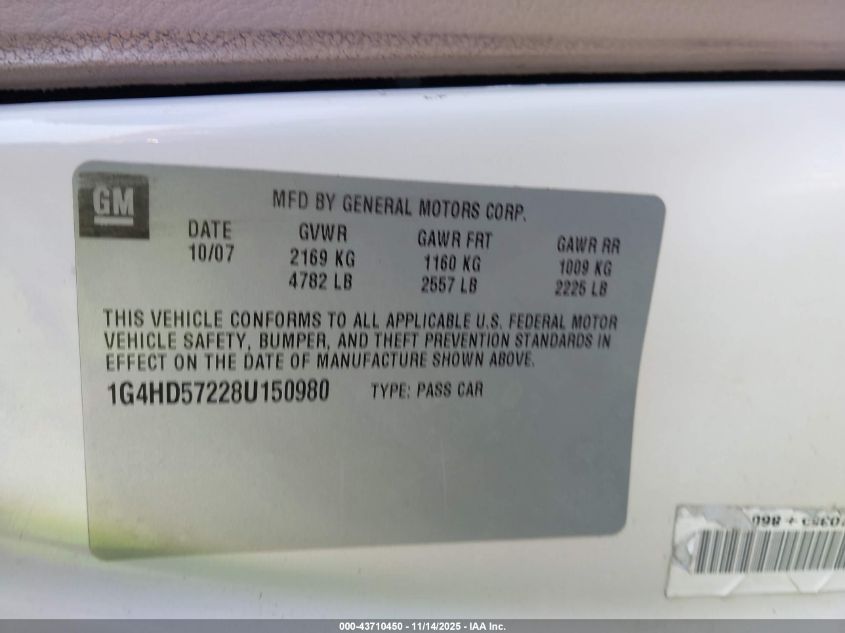 GM
MFD BY GENERAL MOTORS CORP.
DATE GVWR GAWR FRT GAWR RR
10/07 2169 KG 1160 KG 1009 KG
4782 LB 2557 LB 2225 LB
THIS VEHICLE CONFORMS TO ALL APPLICABLE U.S. FEDERAL MOTOR
VEHICLE SAFETY, BUMPER, AND THEFT PREVENTION STANDARDS IN
EFFECT ON THE DATE OF MANUFACTURE SHOWN ABOVE.
1G4HD57228U150980 TYPE: PASS CAR
000-43710450 - 11/14/2025 - IAA Inc.